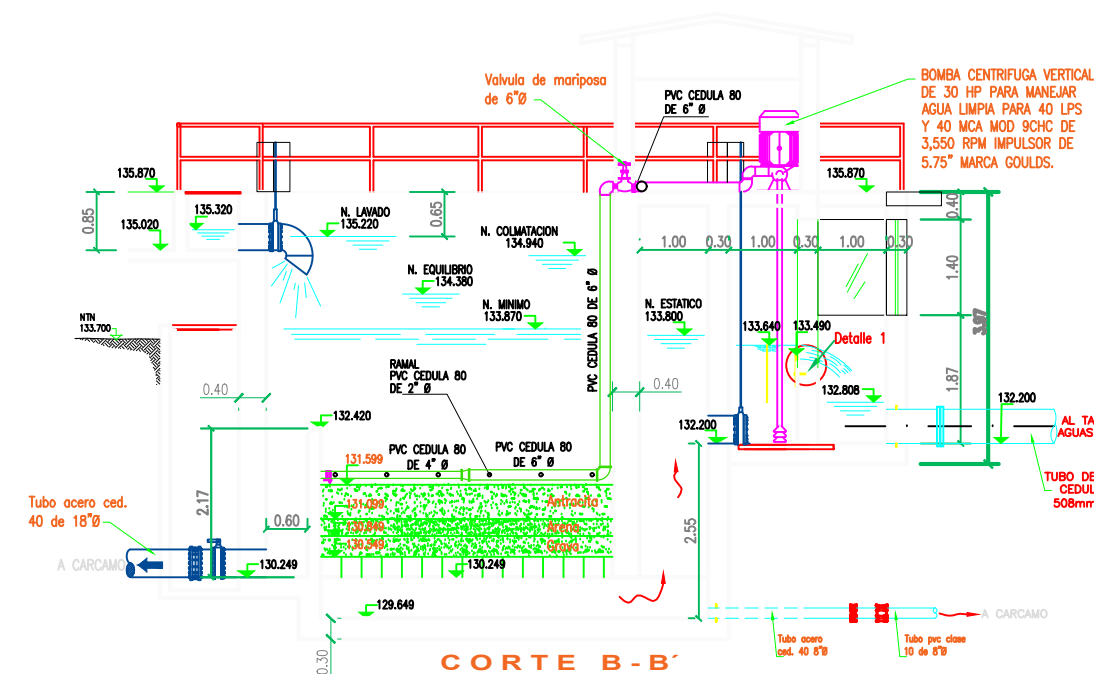 Valvula de mariposa
de 6"Ø
PVC CEDULA 80
DE 6" Ø
BOMBA CENTRIFUGA VERTICAL
DE 30 HP PARA MANEJAR
AGUA LIMPIA PARA 40 LPS
Y 40 MCA MOD 9CHC DE
3,550 RPM IMPULSOR DE
5.75" MARCA GOULDS.
135.870
135.870
0.85
135.320
135.020
N. LAVADO
135.220
0.65
N. COLMATACION
134.940
0.40
1.00
0.30
1.00
0.30
1.00
0.30
N. EQUILIBRIO
134.380
1.40
N. MINIMO
133.870
N. ESTATICO
133.800
NTN
133.700
133.640
133.490
Detalle 1
PVC CEDULA 80 DE 6" Ø
RAMAL
PVC CEDULA 80
DE 2" Ø
0.40
0.40
1.87
132.808
132.420
132.200
132.200
AL TA
AGUAS
PVC CEDULA 80
DE 4" Ø
PVC CEDULA 80
DE 6" Ø
131.599
TUBO DE
CEDUL
508mm
Tubo acero ced.
40 de 18"Ø
2.17
131.099
Antracita
0.60
130.849
Arena
2.55
130.549
Grava
A CARCAMO
130.249
130.249
129.649
A CARCAMO
Tubo acero
ced. 40 8"Ø
Tubo pvc clase
10 de 8"Ø
0.30
CORTE B-B´